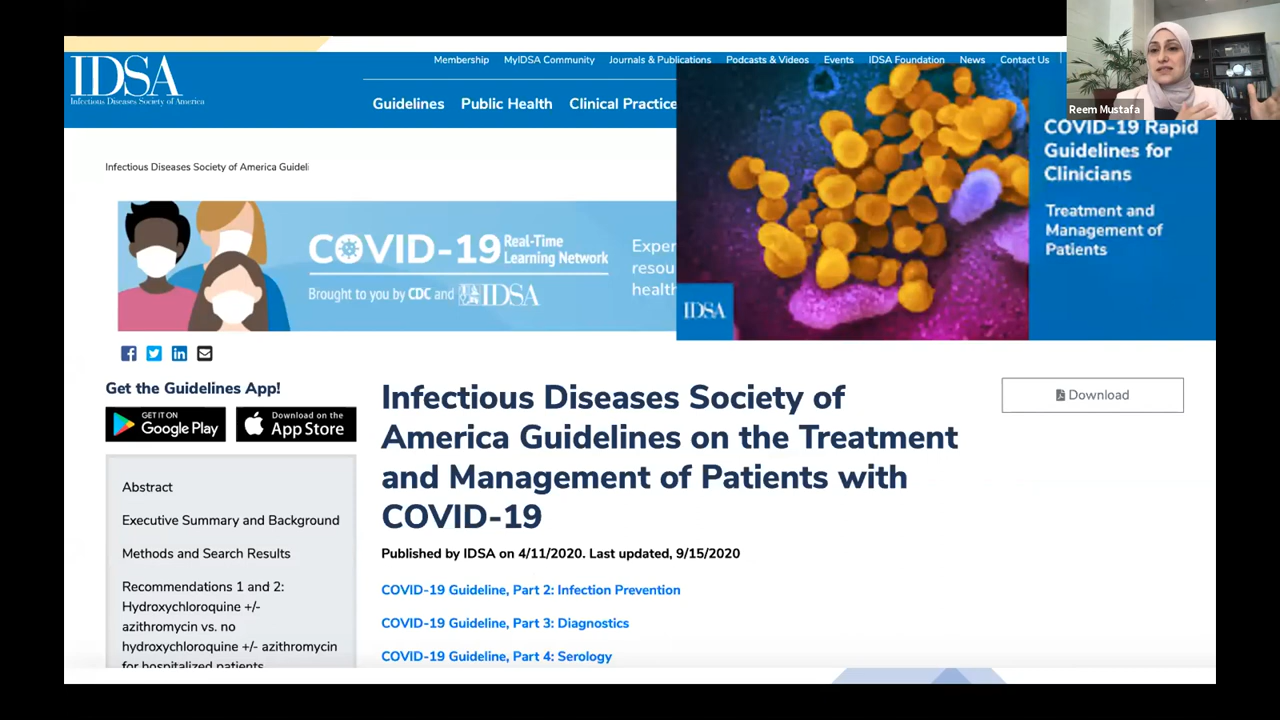 IDSA
Infectious Diseases Society of America
Membership MyIDSA Community Journals & Publications Podcasts & Videos Events IDSA Foundation News Contact Us
Guidelines Public Health Clinical Practice
Reem Mustafa
COVID-19 Rapid
Guidelines for
Clinicians
Treatment and
Management of
Patients
IDSA
Infectious Diseases Society of America Guideli
COVID-19 Real-Time
Learning Network
Brought to you by CDC and IDSA
Exper
resou
health
Get the Guidelines App!
GET IT ON
Google Play
Download on the
App Store
Abstract
Executive Summary and Background
Methods and Search Results
Recommendations 1 and 2:
Hydroxychloroquine +/-
azithromycin vs. no
hydroxychloroquine +/- azithromycin
for hospitalized patients
Infectious Diseases Society of
America Guidelines on the Treatment
and Management of Patients with
COVID-19
Download
Published by IDSA on 4/11/2020. Last updated, 9/15/2020
COVID-19 Guideline, Part 2: Infection Prevention
COVID-19 Guideline, Part 3: Diagnostics
COVID-19 Guideline, Part 4: Serology